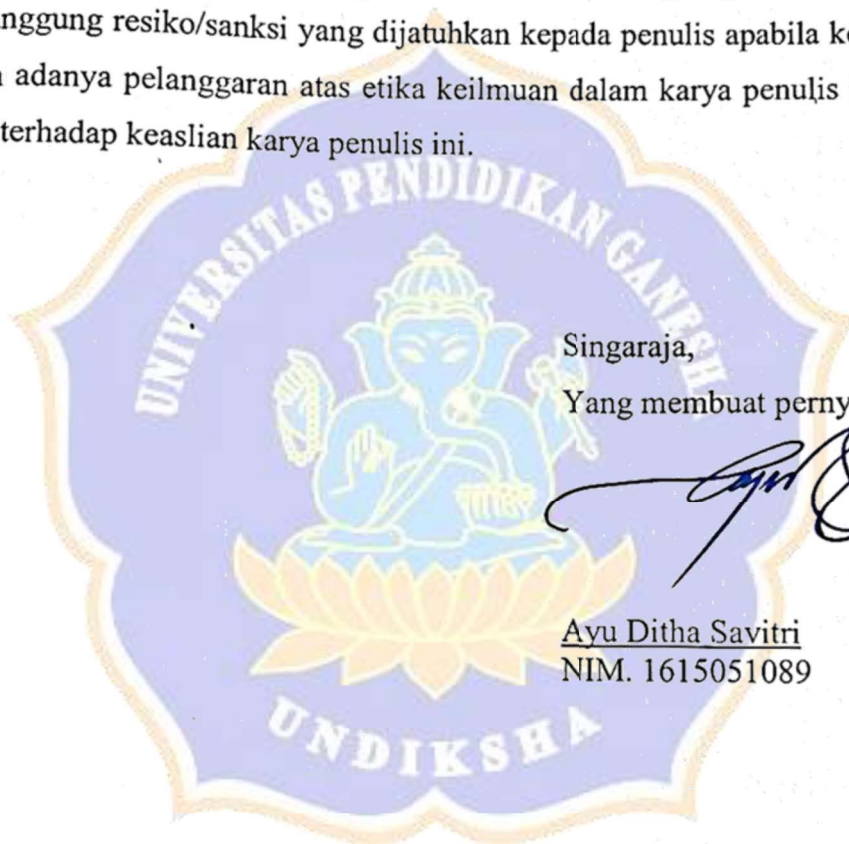 nggung resiko/sanksi yang dijatuhkan kepada penulis apabila ke
adanya pelanggaran atas etika keilmuan dalam karya penulis
terhadap keaslian karya penulis ini.
UNIVERSITAS PENDIDIKAN GANESH
Singaraja,
Yang membuat perny
Ayu Ditha Savitri
NIM. 1615051089
UNDIKSHA